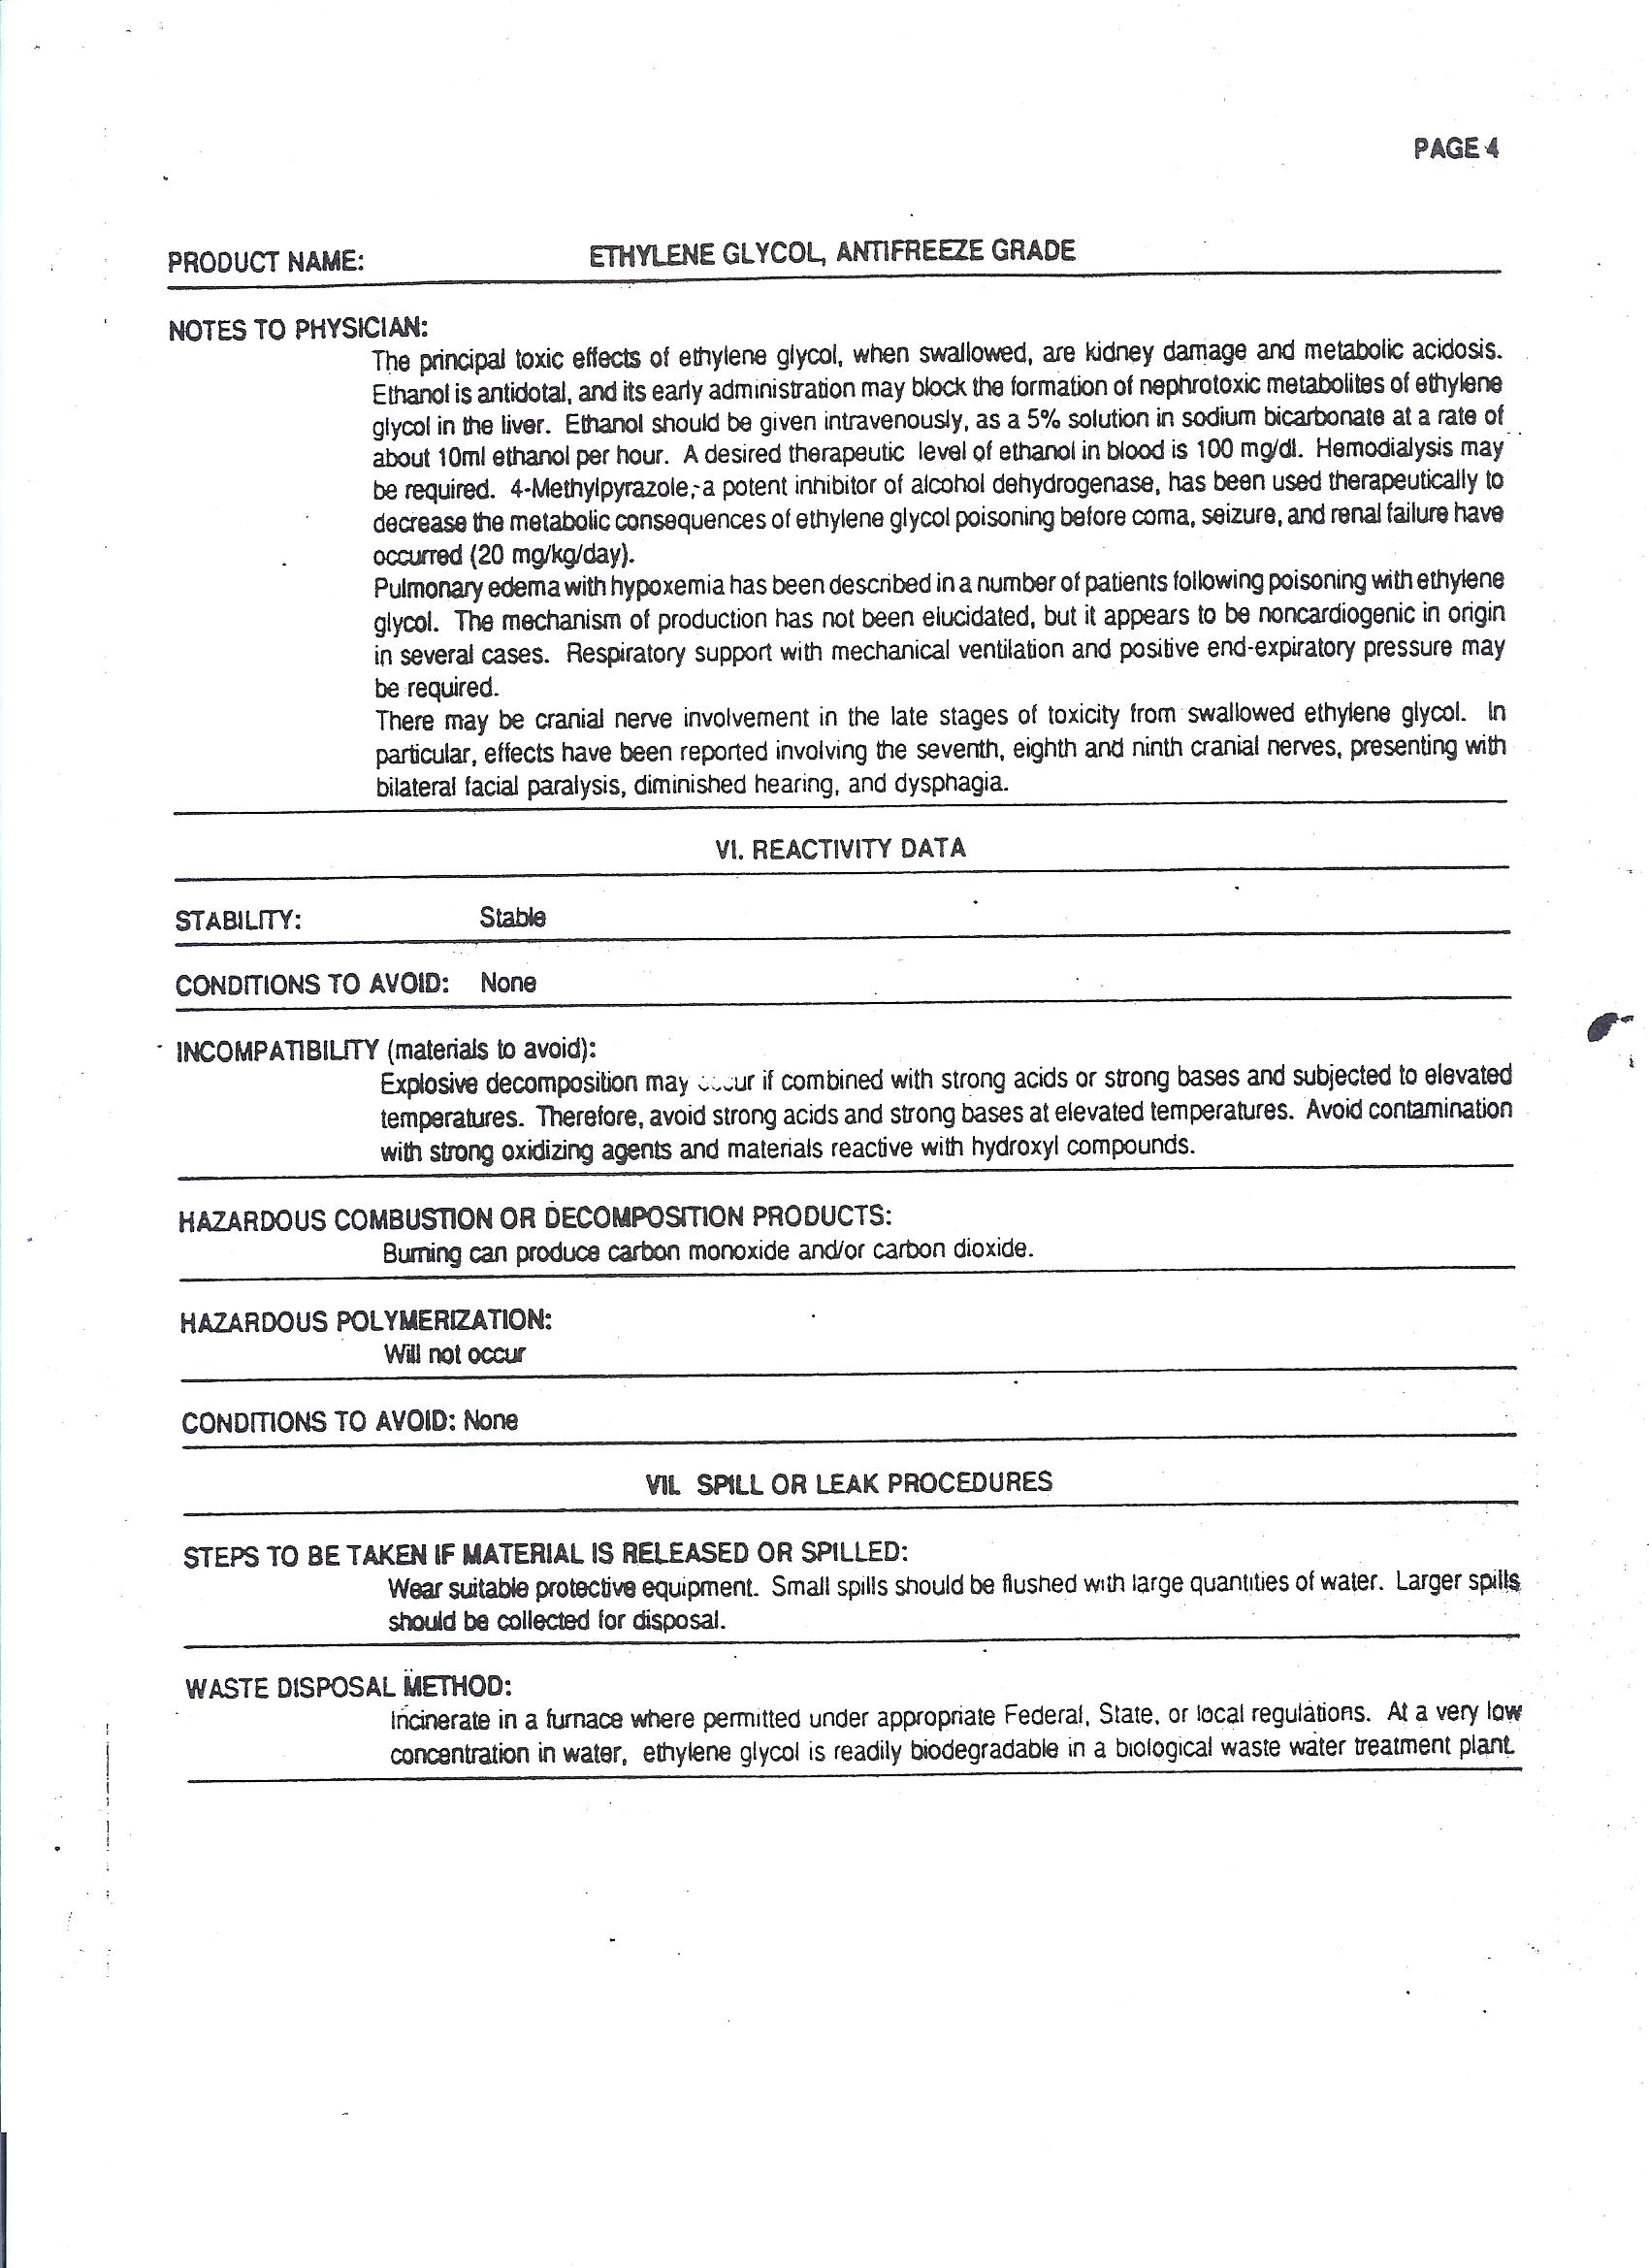 PAGE 4
PRODUCT NAME: ETHYLENE GLYCOL, ANTIFREEZE GRADE
NOTES TO PHYSICIAN:
The principal toxic effects of ethylene glycol, when swallowed, are kidney damage and metabolic acidosis.
Ethanol is antidotal, and its early administration may block the formation of nephrotoxic metabolites of ethylene
glycol in the liver. Ethanol should be given intravenously, as a 5% solution in sodium bicarbonate at a rate of
about 10ml ethanol per hour. A desired therapeutic level of ethanol in blood is 100 mg/dl. Hemodialysis may
be required. 4-Methylpyrazole, a potent inhibitor of alcohol dehydrogenase, has been used therapeutically to
decrease the metabolic consequences of ethylene glycol poisoning before coma, seizure, and renal failure have
occurred (20 mg/kg/day).
Pulmonary edema with hypoxemia has been described in a number of patients following poisoning with ethylene
glycol. The mechanism of production has not been elucidated, but it appears to be noncardiogenic in origin
in several cases. Respiratory support with mechanical ventilation and positive end-expiratory pressure may
be required.
There may be cranial nerve involvement in the late stages of toxicity from swallowed ethylene glycol. In
particular, effects have been reported involving the seventh, eighth and ninth cranial nerves, presenting with
bilateral facial paralysis, diminished hearing, and dysphagia.
VI. REACTIVITY DATA
STABILITY: Stable
CONDITIONS TO AVOID: None
INCOMPATIBILITY (materials to avoid):
Explosive decomposition may occur if combined with strong acids or strong bases and subjected to elevated
temperatures. Therefore, avoid strong acids and strong bases at elevated temperatures. Avoid contamination
with strong oxidizing agents and materials reactive with hydroxyl compounds.
HAZARDOUS COMBUSTION OR DECOMPOSITION PRODUCTS:
Burning can produce carbon monoxide and/or carbon dioxide.
HAZARDOUS POLYMERIZATION:
Will not occur
CONDITIONS TO AVOID: None
VII. SPILL OR LEAK PROCEDURES
STEPS TO BE TAKEN IF MATERIAL IS RELEASED OR SPILLED:
Wear suitable protective equipment. Small spills should be flushed with large quantities of water. Larger spills
should be collected for disposal.
WASTE DISPOSAL METHOD:
Incinerate in a furnace where permitted under appropriate Federal, State, or local regulations. At a very low
concentration in water, ethylene glycol is readily biodegradable in a biological waste water treatment plant.